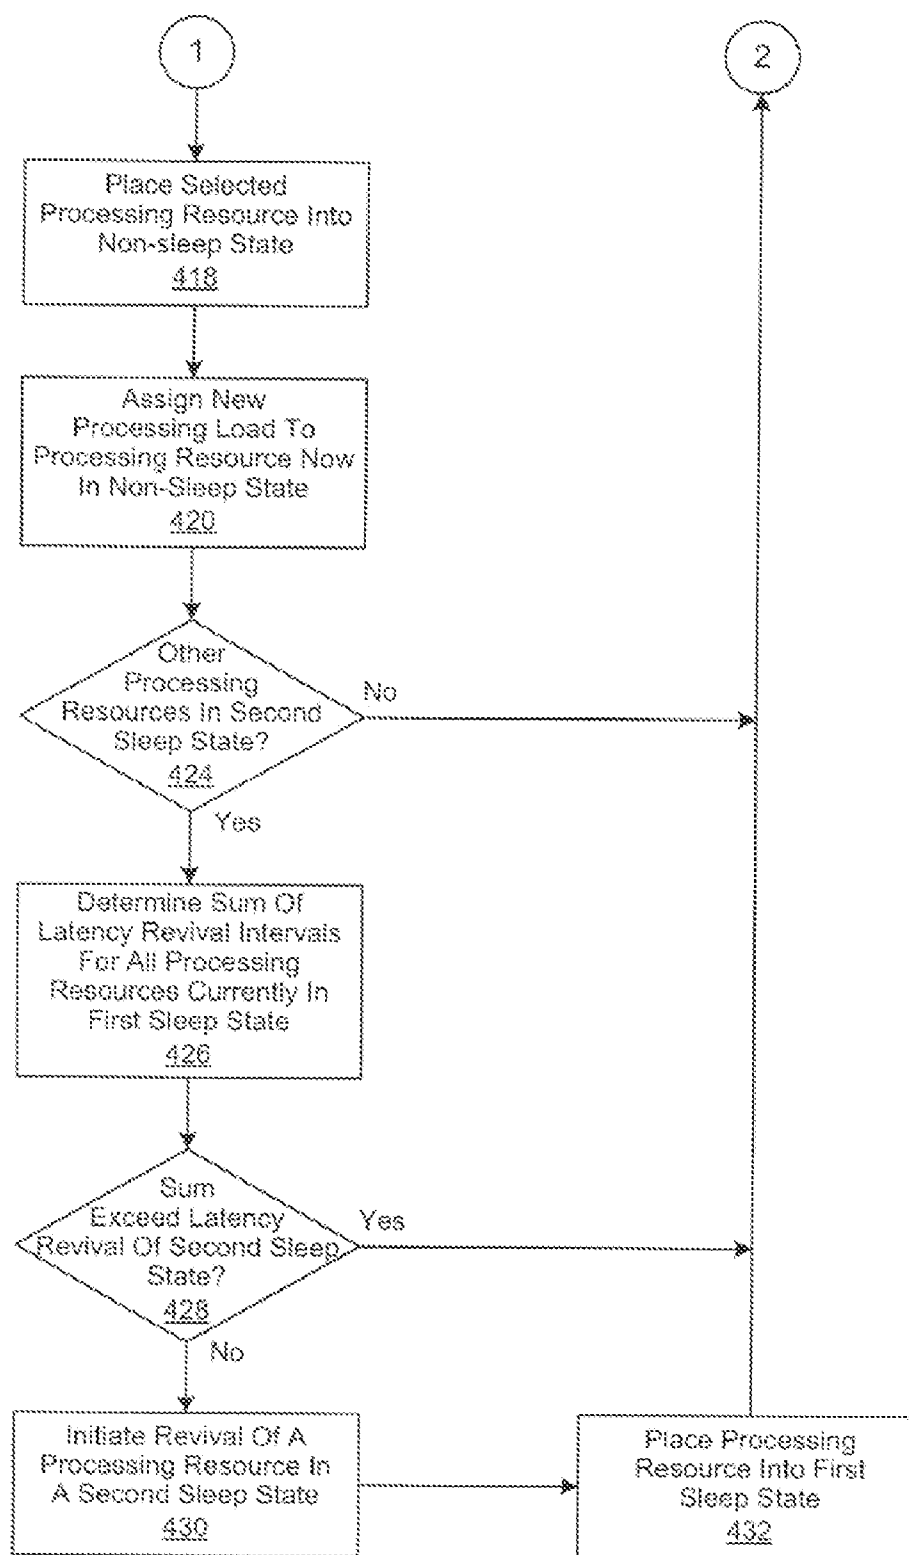 1
2
Place Selected
Processing Resource Into
Non-sleep State
418
Assign New
Processing Load To
Processing Resource Now
In Non-Sleep State
420
Other
Processing
Resources In Second
Sleep State?
424
No
Yes
Determine Sum Of
Latency Revival Intervals
For All Processing
Resources Currently In
First Sleep State
426
Sum
Exceed Latency
Revival Of Second Sleep
State?
428
Yes
No
Initiate Revival Of A
Processing Resource In
A Second Sleep State
430
Place Processing
Resource Into First
Sleep State
432